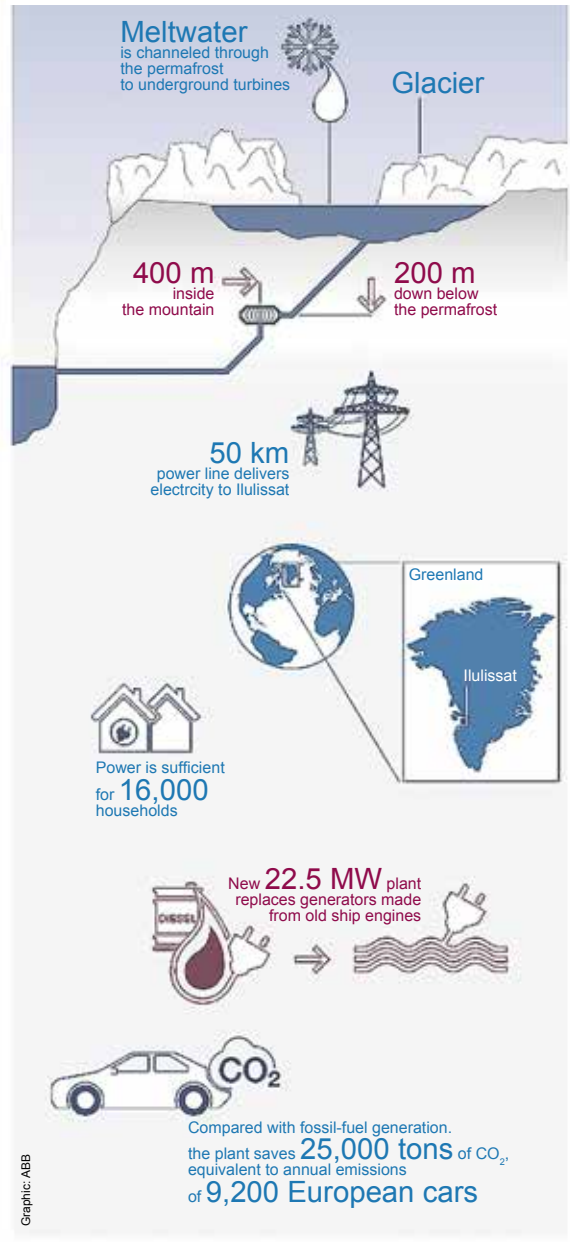 Meltwater
is channeled through
the permafrost
to underground turbines
Glacier
400 m
inside
the mountain
200 m
down below
the permafrost
50 km
power line delivers
electrcity to Ilulissat
Greenland
Ilulissat
Power is sufficient
for 16,000
households
New 22.5 MW plant
replaces generators made
from old ship engines
DIESEL
CO₂
Compared with fossil-fuel generation.
the plant saves 25,000 tons of CO₂,
equivalent to annual emissions
of 9,200 European cars
Graphic: ABB